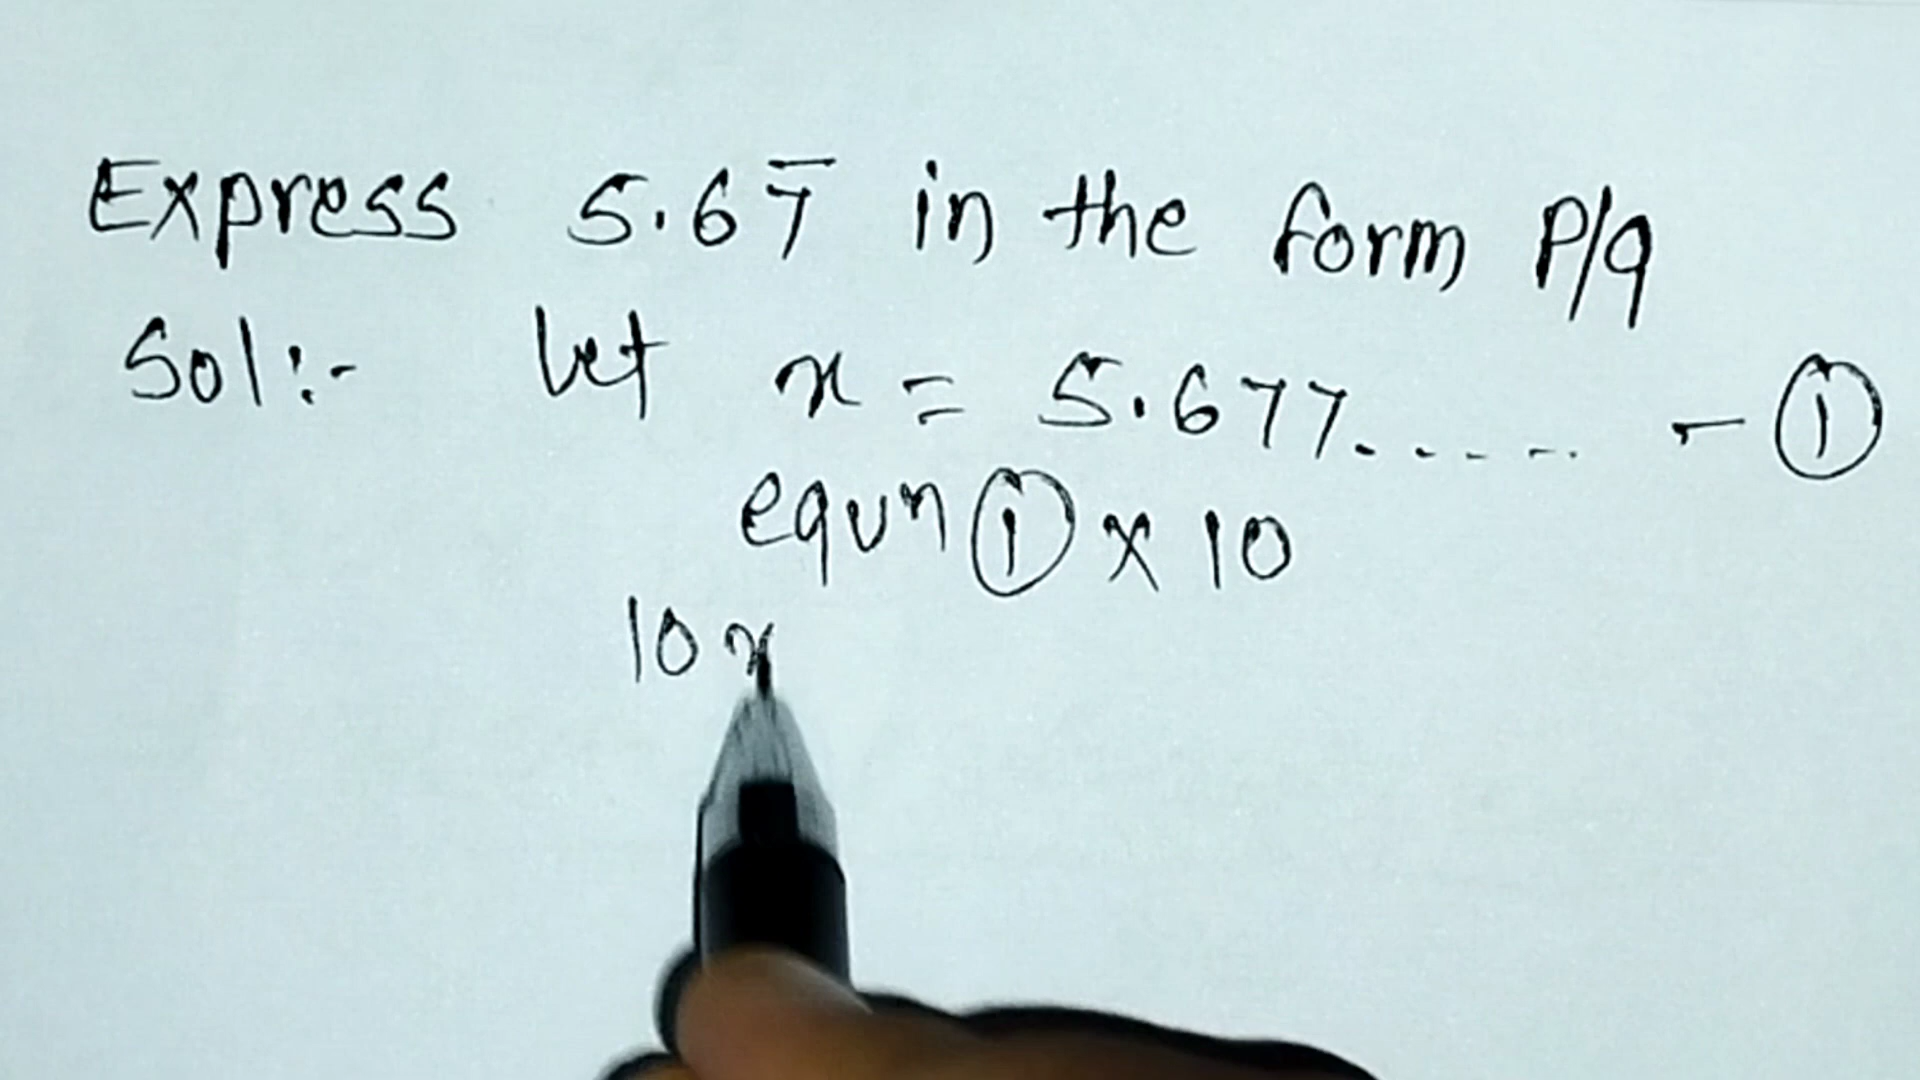 Express 5.67̅ in the form P/q
Sol:- Let x = 5.677...... - ①
equn ① × 10
10x